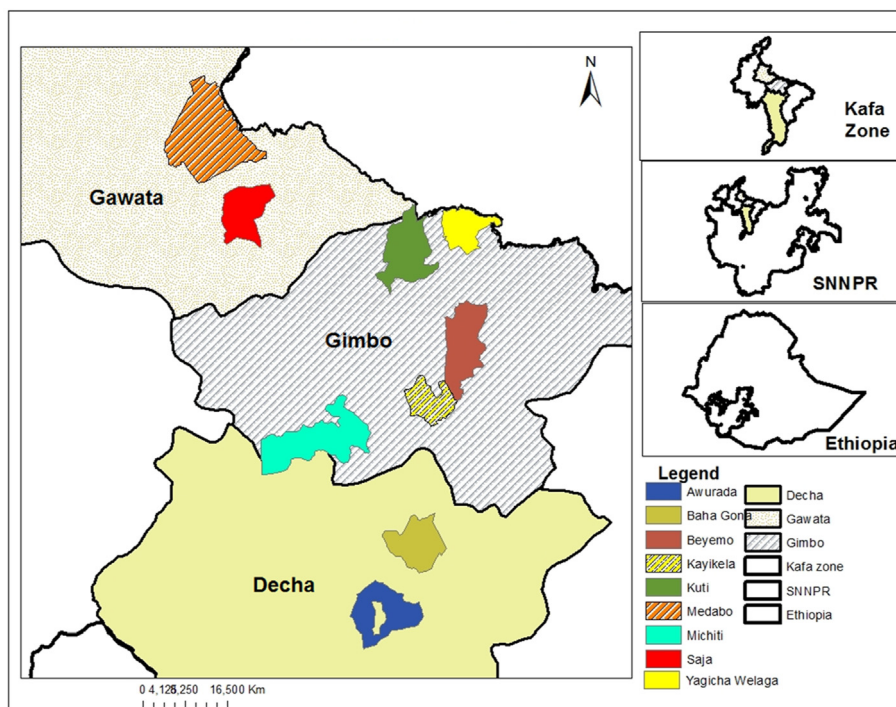 N
Gawata
Gimbo
Decha
Kafa
Zone
SNNPR
Ethiopia
Legend
Awurada
Baha Gona
Beyemo
Kayikela
Kuti
Medabo
Michiti
Saja
Yagicha Welaga
Decha
Gawata
Gimbo
Kafa zone
SNNPR
Ethiopia
16,500 Km